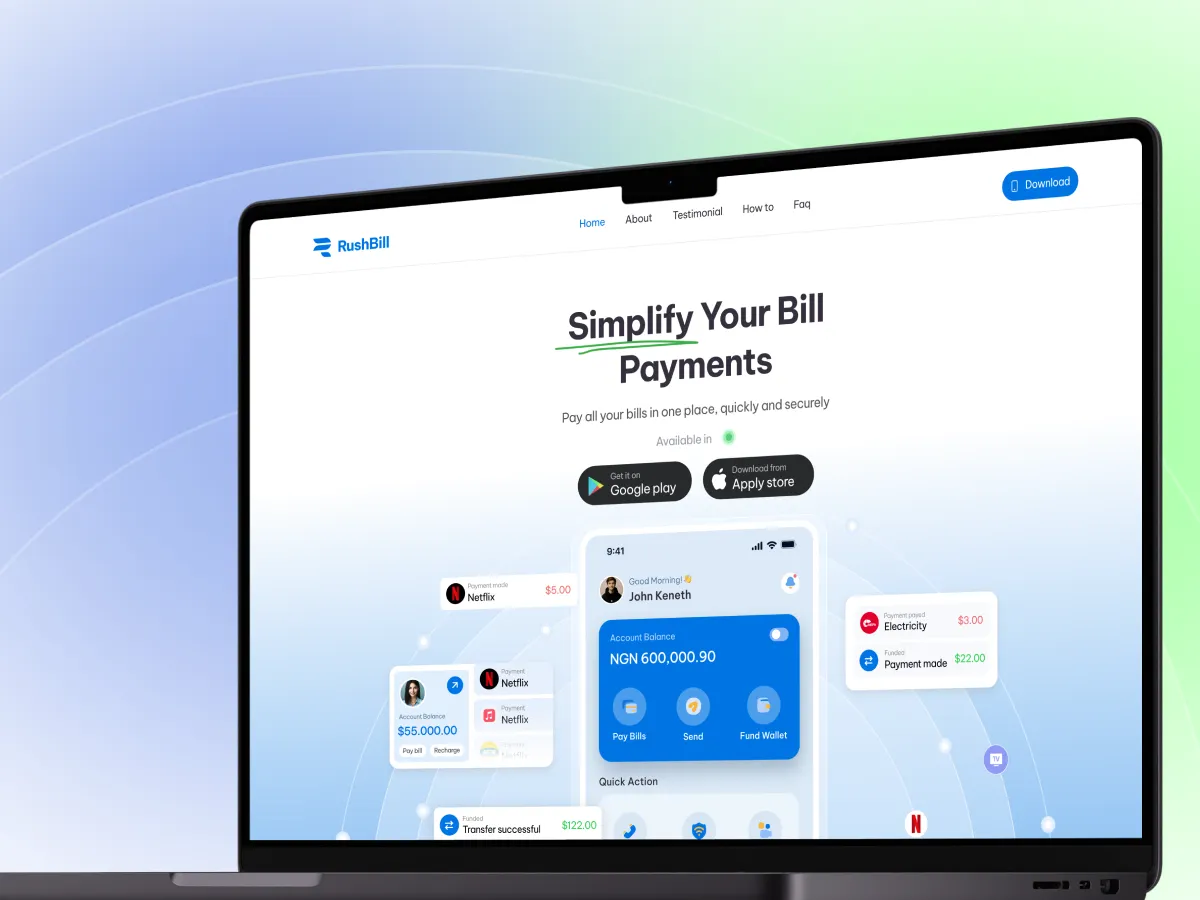 RushBill
Home
About
Testimonial
How to
Faq
Download
Simplify Your Bill
Payments
Pay all your bills in one place, quickly and securely
Available in
Get it on
Google play
Download from
Apply store
9:41
Good Morning!👋
John Keneth
Account Balance
NGN 600,000.90
Pay Bills
Send
Fund Wallet
Quick Action
Payment made
Netflix
$5.00
Account Balance
$55.000.00
Pay bill
Recharge
Payment
Netflix
Payment
Netflix
Funded
Transfer successful
$122.00
Payment payed
Electricity
$3.00
Funded
Payment made
$22.00
TV
N